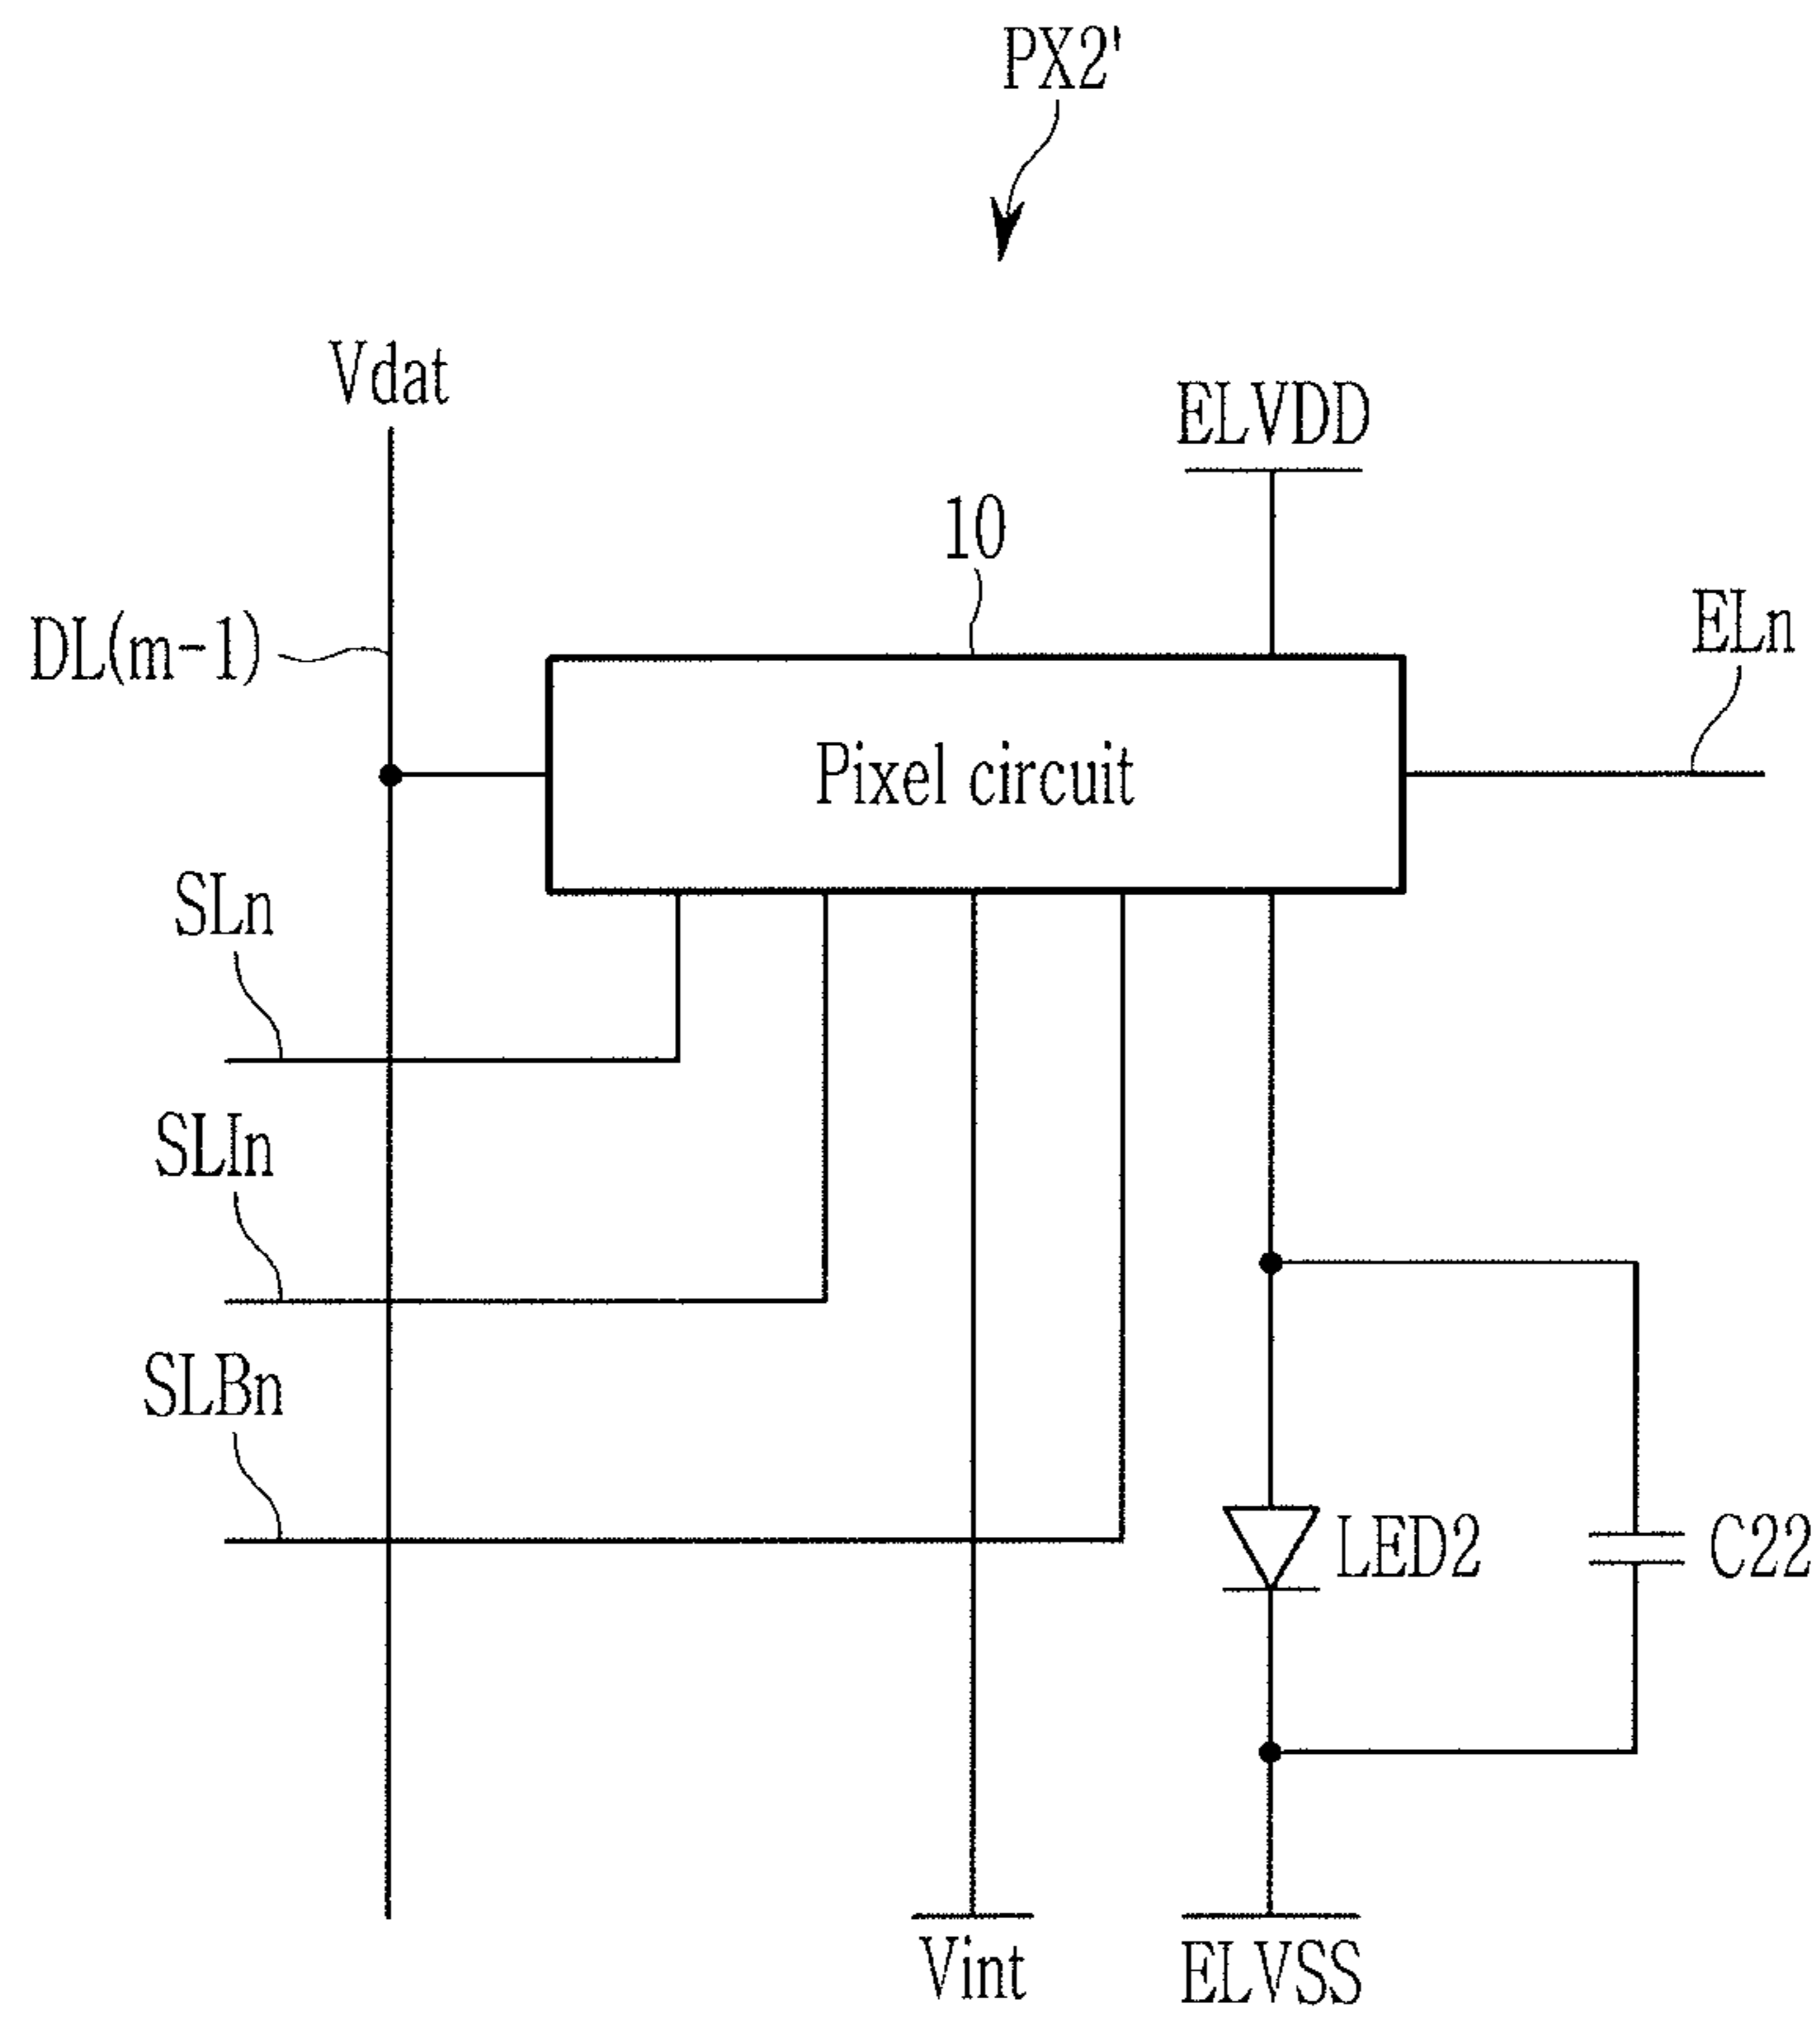 PX2'
Vdat
ELVDD
10
DL(m-1)
ELn
Pixel circuit
SLn
SLIn
SLBn
LED2
C22
Vint
ELVSS